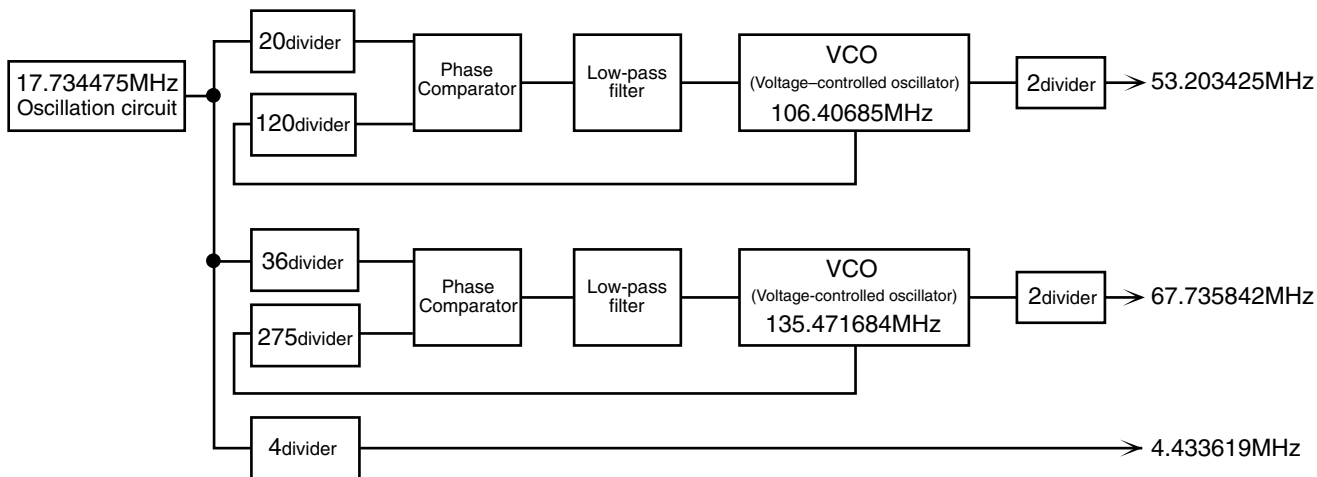 17.734475MHz
Oscillation circuit
20divider
120divider
Phase
Comparator
Low-pass
filter
VCO
(Voltage–controlled oscillator)
106.40685MHz
2divider
53.203425MHz
36divider
275divider
Phase
Comparator
Low-pass
filter
VCO
(Voltage-controlled oscillator)
135.471684MHz
2divider
67.735842MHz
4divider
4.433619MHz